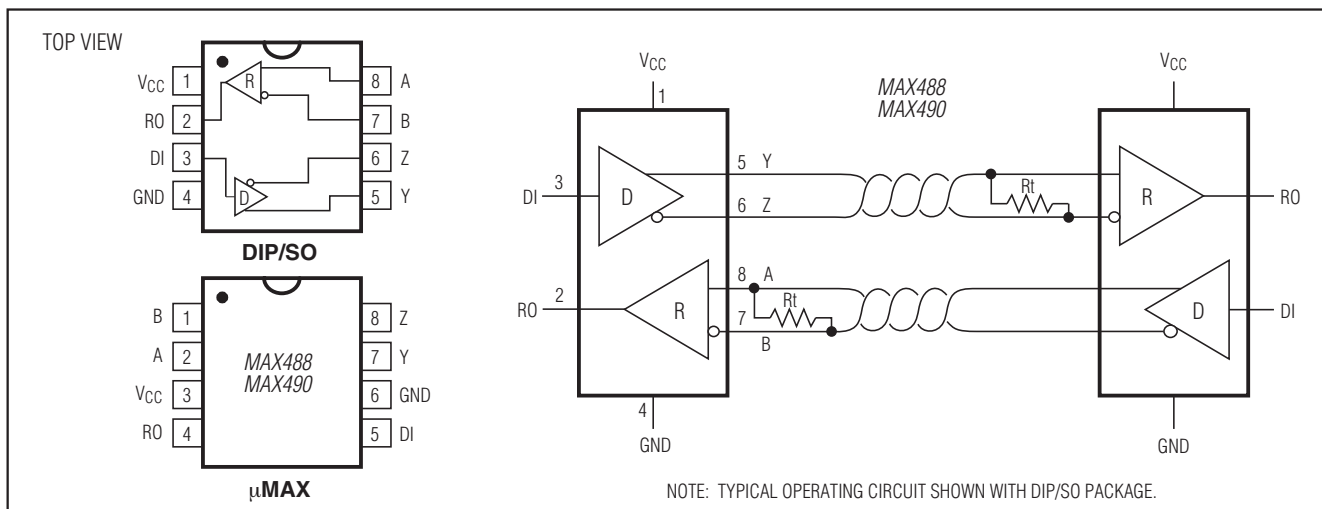 TOP VIEW
VCC 1
RO 2
DI 3
GND 4
8 A
7 B
6 Z
5 Y
R
D
DIP/SO
B 1
A 2
VCC 3
RO 4
8 Z
7 Y
6 GND
5 DI
MAX488
MAX490
µMAX
VCC
1
MAX488
MAX490
VCC
DI 3
D
5 Y
6 Z
Rt
R
RO
RO 2
R
8 A
7
B
Rt
D
DI
4
GND
GND
NOTE: TYPICAL OPERATING CIRCUIT SHOWN WITH DIP/SO PACKAGE.